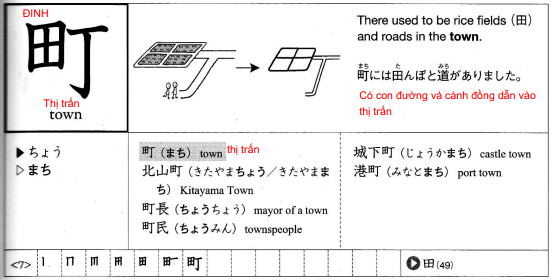 ĐINH
町
Thị trấn
town
There used to be rice fields (田)
and roads in the town.
まち た みち
町には田んぼと道がありました。
Có con đường và cánh đồng dẫn vào
thị trấn
▶ちょう
▷まち
町（まち） town thị trấn
北山町（きたやまちょう／きたやまま
ち）Kitayama Town
町長（ちょうちょう）mayor of a town
町民（ちょうみん）townspeople
城下町（じょうかまち）castle town
港町（みなとまち）port town
<7>
町
田 (49)